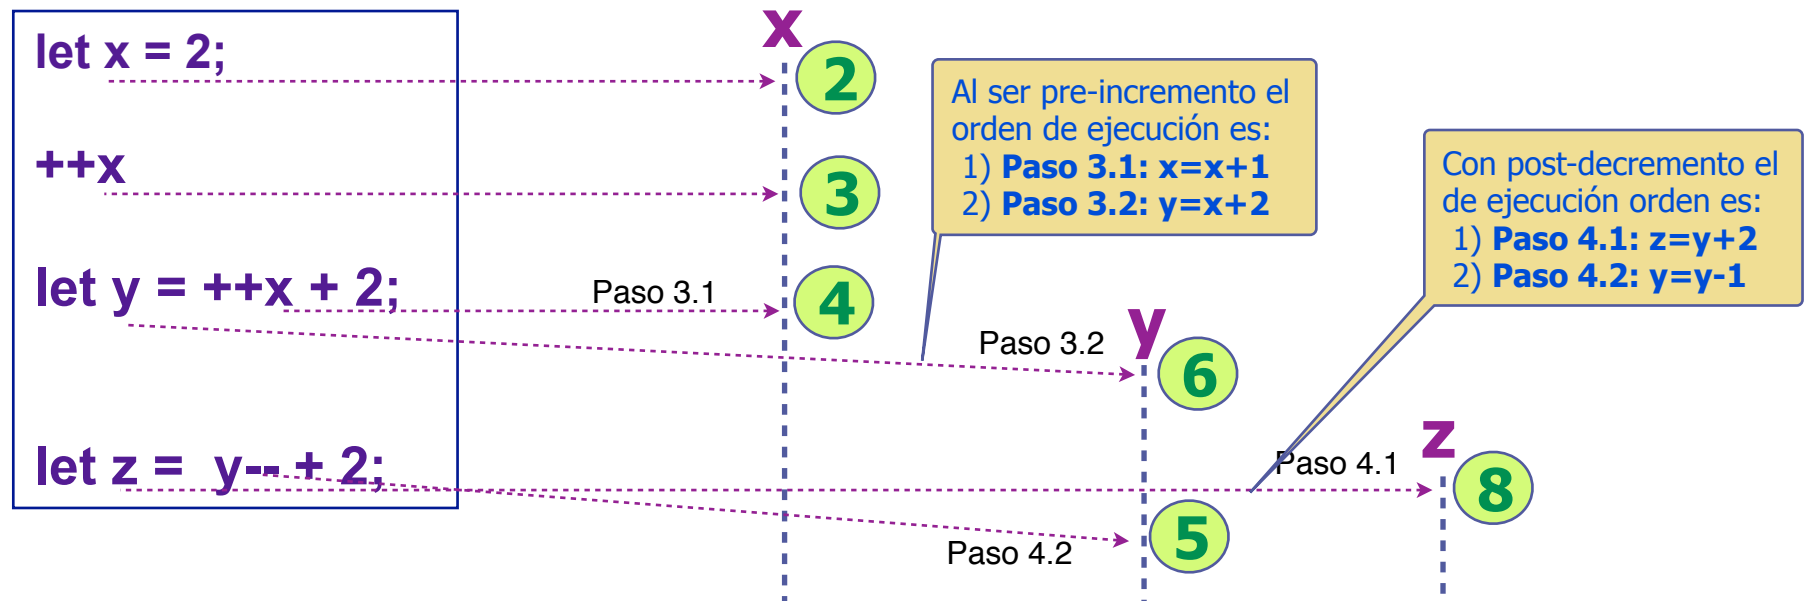 let x = 2;
++x
let y = ++x + 2;
let z =  y-- + 2;
x
2
3
4
Paso 3.1
Al ser pre-incremento el
orden de ejecución es:
1) Paso 3.1: x=x+1
2) Paso 3.2: y=x+2
Paso 3.2
y
6
5
Paso 4.2
Con post-decremento el
de ejecución orden es:
1) Paso 4.1: z=y+2
2) Paso 4.2: y=y-1
Paso 4.1
z
8